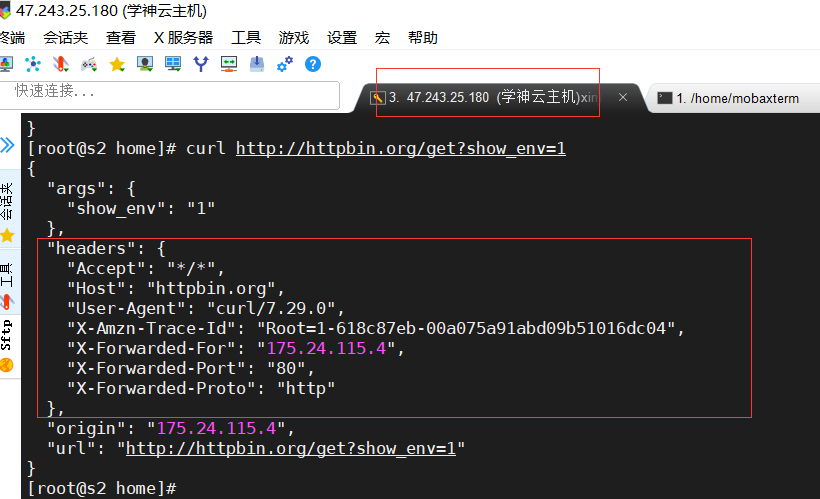 47.243.25.180 (学神云主机)
终端 会话夹 查看 X 服务器 工具 游戏 设置 宏 帮助
快速连接...
3. 47.243.25.180 (学神云主机)xin
1. /home/mobaxterm
}
[root@s2 home]# curl http://httpbin.org/get?show_env=1
{
"args": {
"show_env": "1"
},
"headers": {
"Accept": "*/*",
"Host": "httpbin.org",
"User-Agent": "curl/7.29.0",
"X-Amzn-Trace-Id": "Root=1-618c87eb-00a075a91abd09b51016dc04",
"X-Forwarded-For": "175.24.115.4",
"X-Forwarded-Port": "80",
"X-Forwarded-Proto": "http"
},
"origin": "175.24.115.4",
"url": "http://httpbin.org/get?show_env=1"
}
[root@s2 home]#
会话夹
工具
Sftp